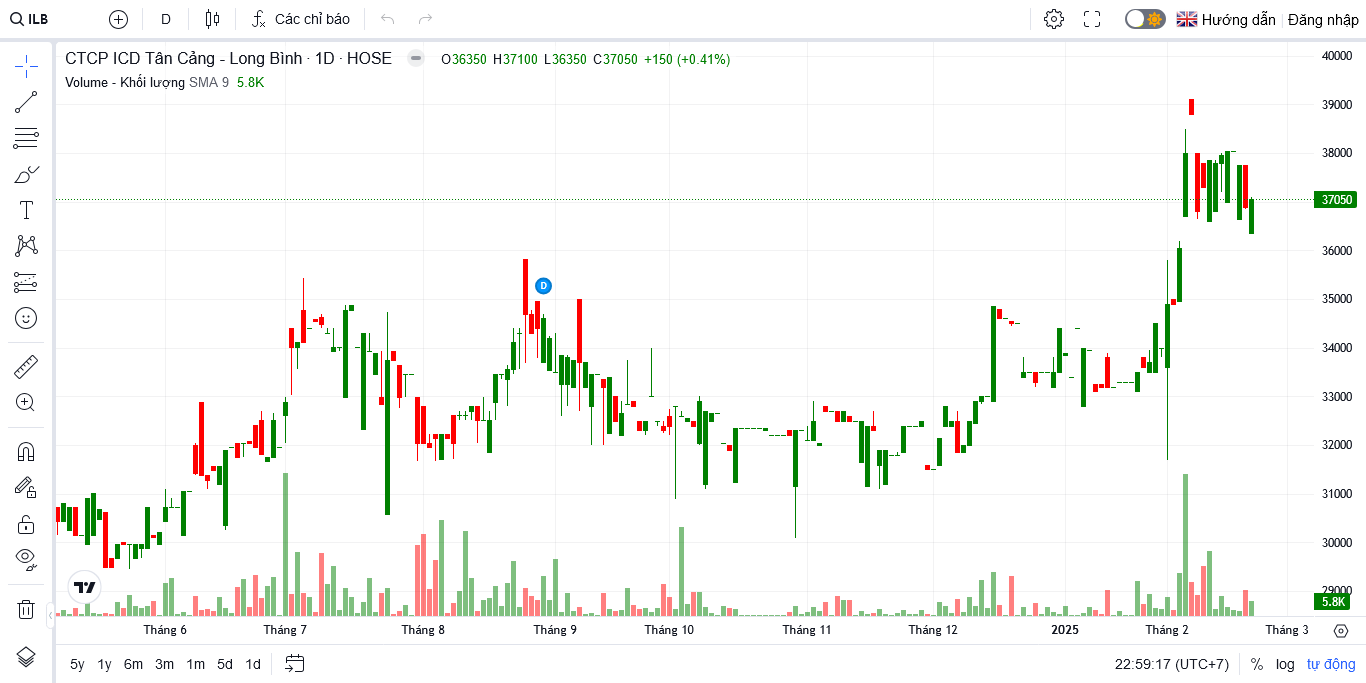 ILB D Các chỉ báo Hướng dẫn Đăng nhập
CTCP ICD Tân Cảng - Long Bình · 1D · HOSE O36350 H37100 L36350 C37050 +150 (+0.41%)
Volume - Khối lượng SMA 9 5.8K
40000
39000
38000
37050
36000
35000
D
34000
33000
32000
31000
30000
29000
5.8K
Tháng 6 Tháng 7 Tháng 8 Tháng 9 Tháng 10 Tháng 11 Tháng 12 2025 Tháng 2 Tháng 3
5y 1y 6m 3m 1m 5d 1d 22:59:17 (UTC+7) % log tự động